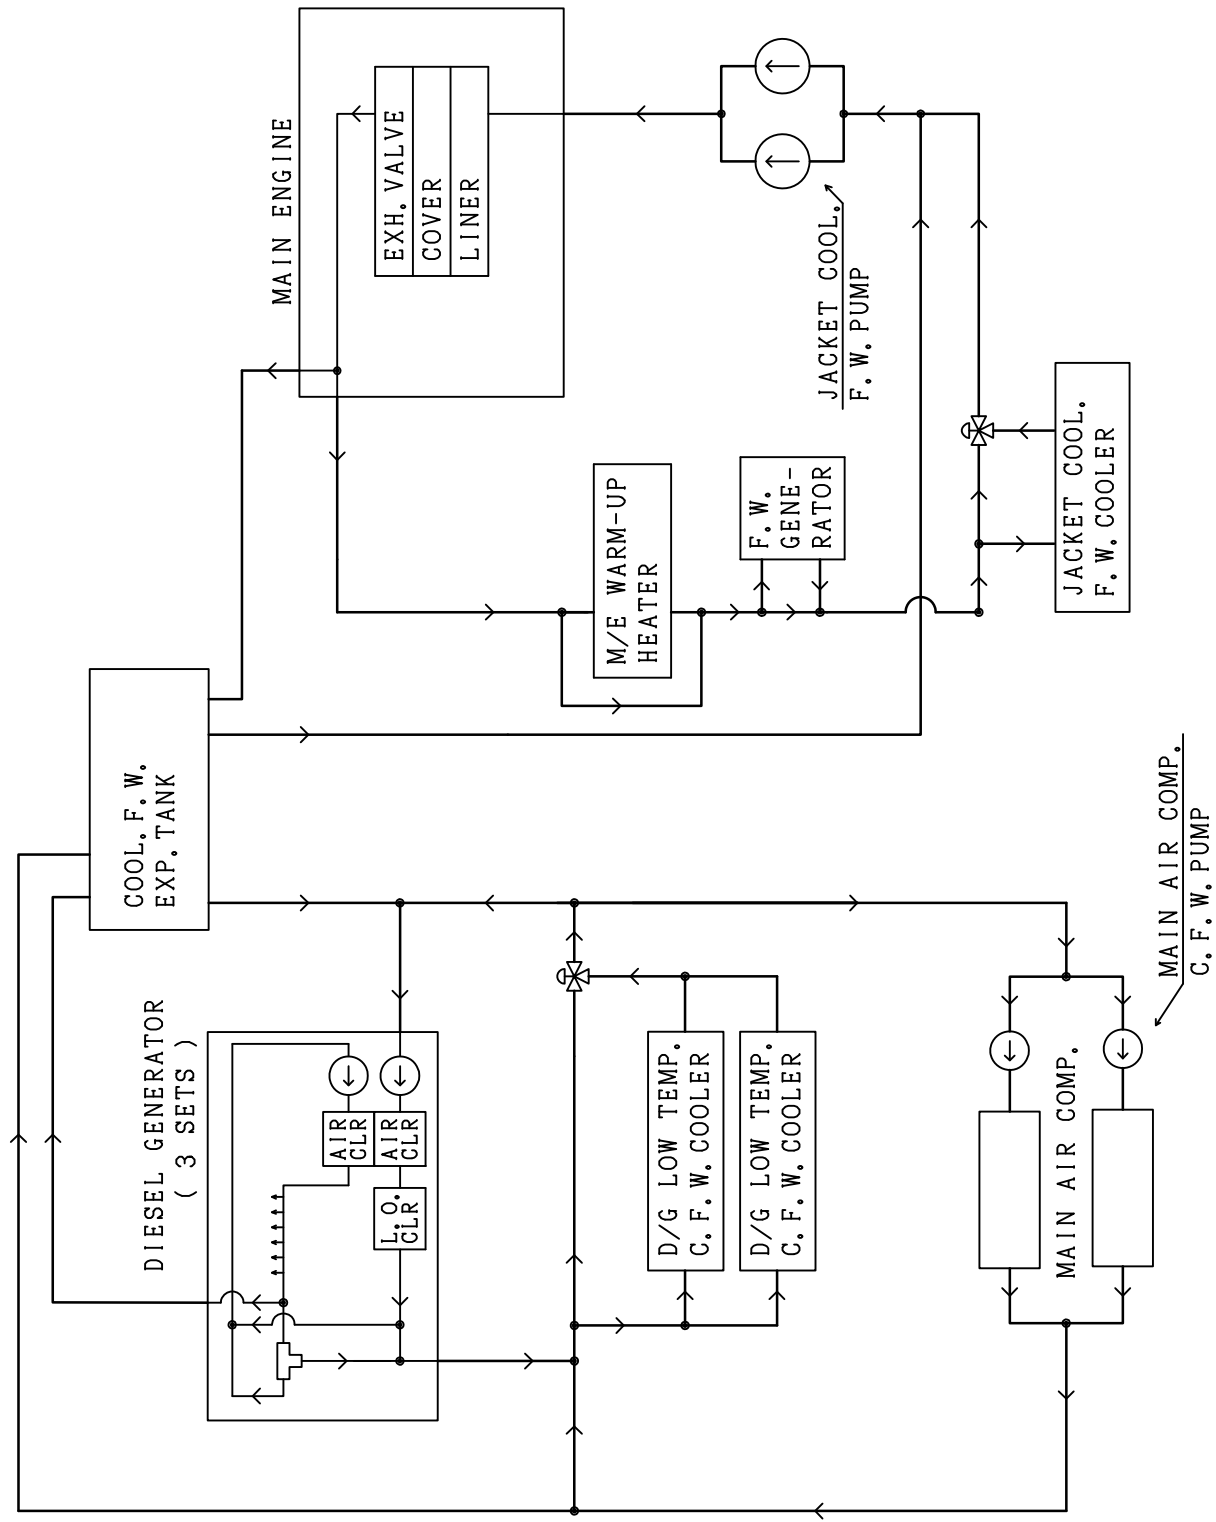 MAIN ENGINE
EXH. VALVE
COVER
LINER
JACKET COOL.
F. W. PUMP
M/E WARM-UP
HEATER
F. W.
GENE-
RATOR
JACKET COOL.
F. W. COOLER
COOL. F. W.
EXP. TANK
DIESEL GENERATOR
( 3 SETS )
AIR
CLR
AIR
CLR
L. O.
CLR
D/G LOW TEMP.
C. F. W. COOLER
D/G LOW TEMP.
C. F. W. COOLER
MAIN AIR COMP.
MAIN AIR COMP.
C. F. W. PUMP